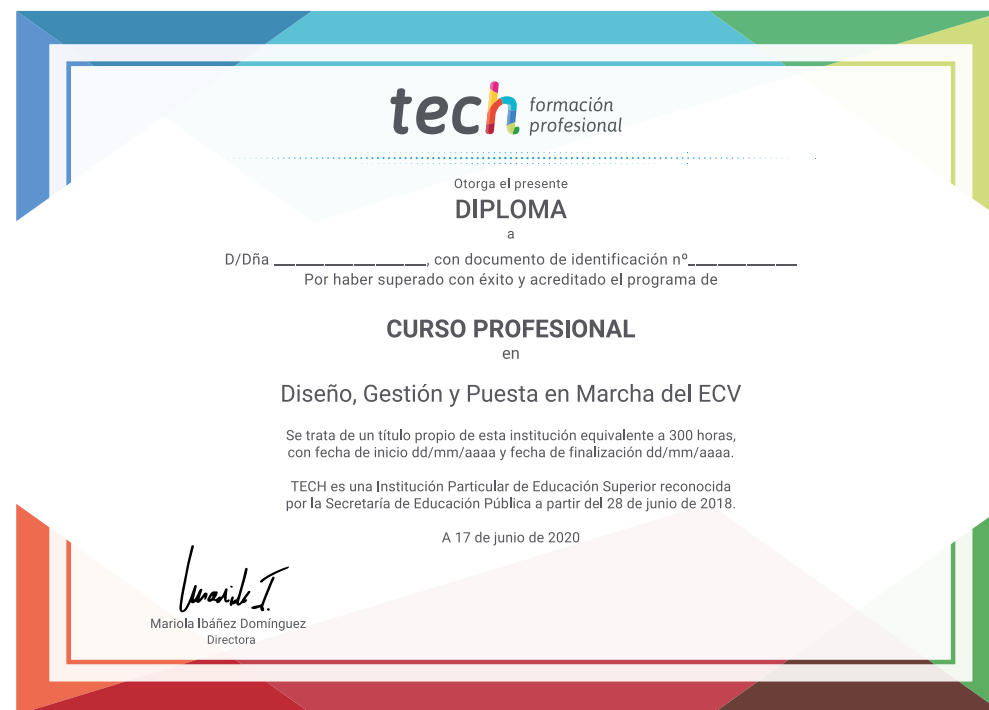 tech formación
profesional
Otorga el presente
DIPLOMA
a
D/Dña ________________, con documento de identificación nº___________
Por haber superado con éxito y acreditado el programa de
CURSO PROFESIONAL
en
Diseño, Gestión y Puesta en Marcha del ECV
Se trata de un título propio de esta institución equivalente a 300 horas,
con fecha de inicio dd/mm/aaaa y fecha de finalización dd/mm/aaaa.
TECH es una Institución Particular de Educación Superior reconocida
por la Secretaría de Educación Pública a partir del 28 de junio de 2018.
A 17 de junio de 2020
Mariola Ibáñez Domínguez
Directora